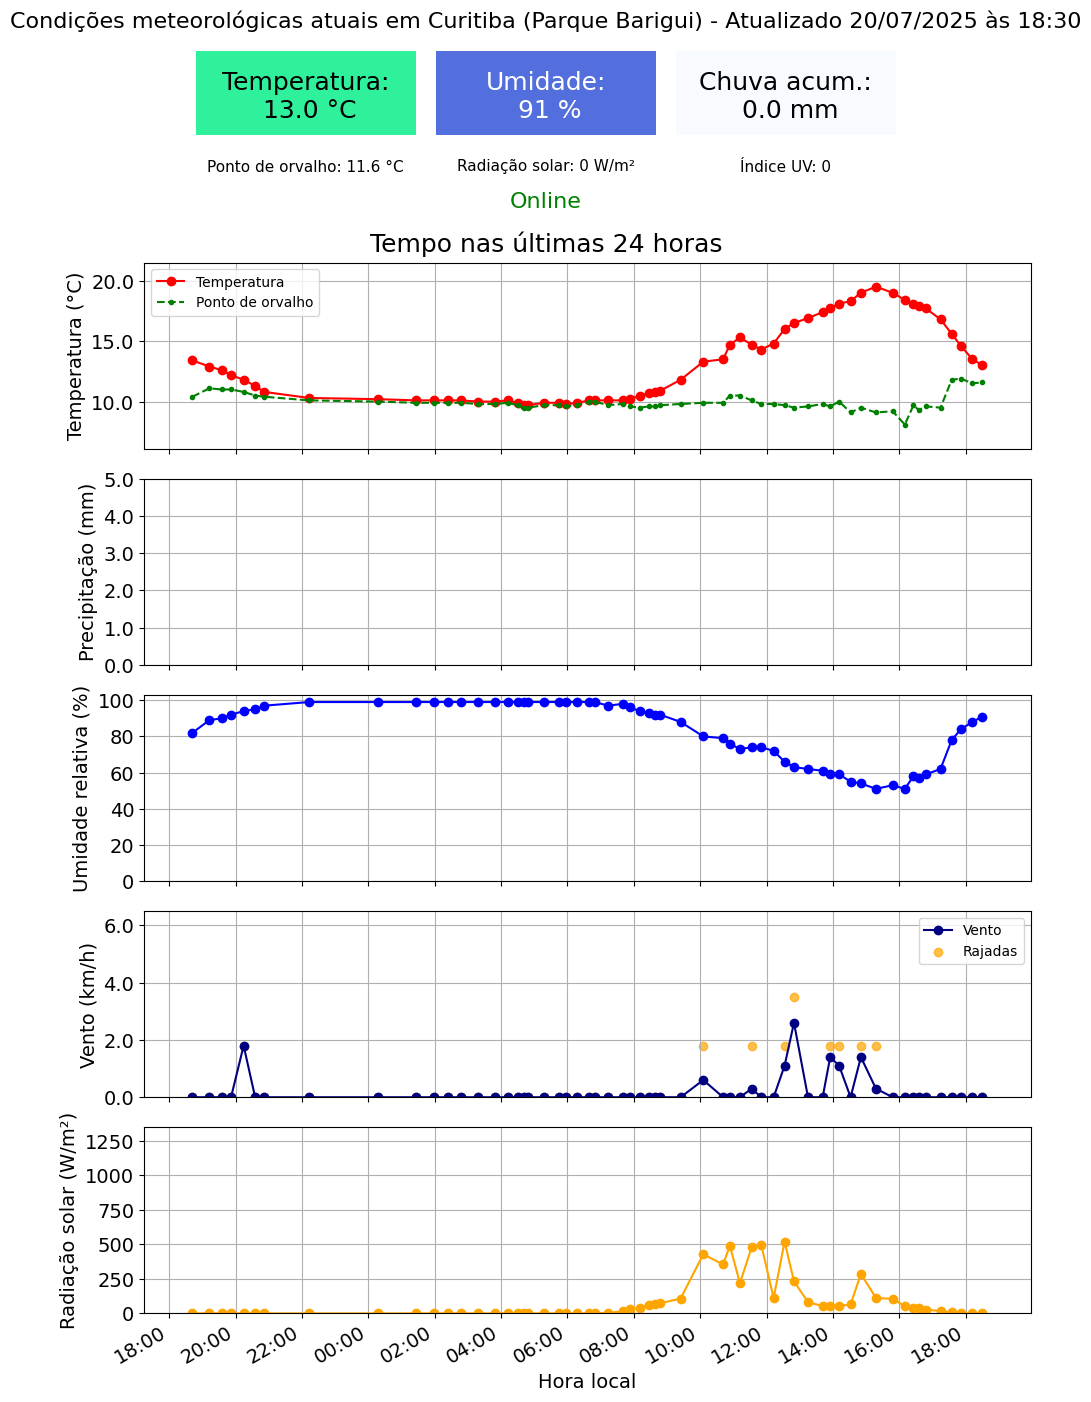 Condições meteorológicas atuais em Curitiba (Parque Barigui) - Atualizado 20/07/2025 às 18:30
Temperatura:
13.0 °C
Umidade:
91 %
Chuva acum.:
0.0 mm
Ponto de orvalho: 11.6 °C
Radiação solar: 0 W/m²
Índice UV: 0
Online
Tempo nas últimas 24 horas
Temperatura (°C)
20.0
15.0
10.0
Temperatura
Ponto de orvalho
Precipitação (mm)
5.0
4.0
3.0
2.0
1.0
0.0
Umidade relativa (%)
100
80
60
40
20
0
Vento (km/h)
6.0
4.0
2.0
0.0
Vento
Rajadas
Radiação solar (W/m²)
1250
1000
750
500
250
0
18:00
20:00
22:00
00:00
02:00
04:00
06:00
08:00
10:00
12:00
14:00
16:00
18:00
Hora local